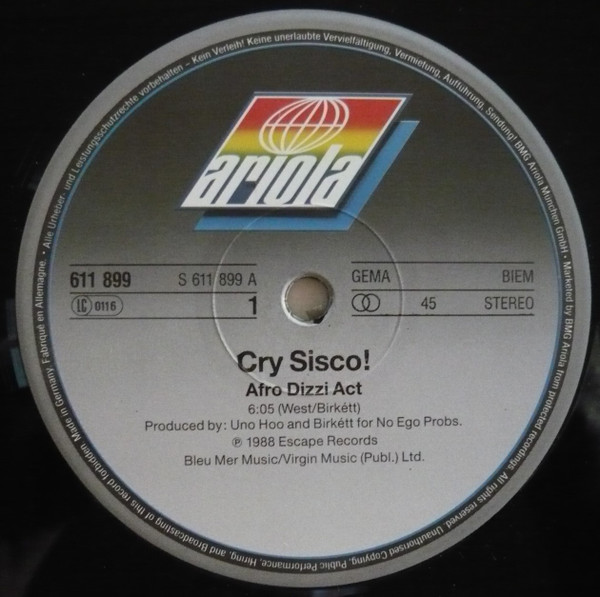 ariola
611 899
S 611 899 A
LC 0116
1
GEMA
BIEM
45
STEREO
Cry Sisco!
Afro Dizzi Act
6:05 (West/Birkétt)
Produced by: Uno Hoo and Birkétt for No Ego Probs.
℗ 1988 Escape Records
Bleu Mer Music/Virgin Music (Publ.) Ltd.
Made in Germany. Fabriqué en Allemagne. • Alle Urheber- und Leistungsschutzrechte vorbehalten – Kein Verleih! Keine unerlaubte Vervielfältigung, Vermietung, Aufführung, Sendung! BMG Ariola München GmbH • Marketed by BMG Ariola from protected recordings. All rights reserved. Unauthorised Copying, Public Performance, Hiring, and Broadcasting of this record forbidden.